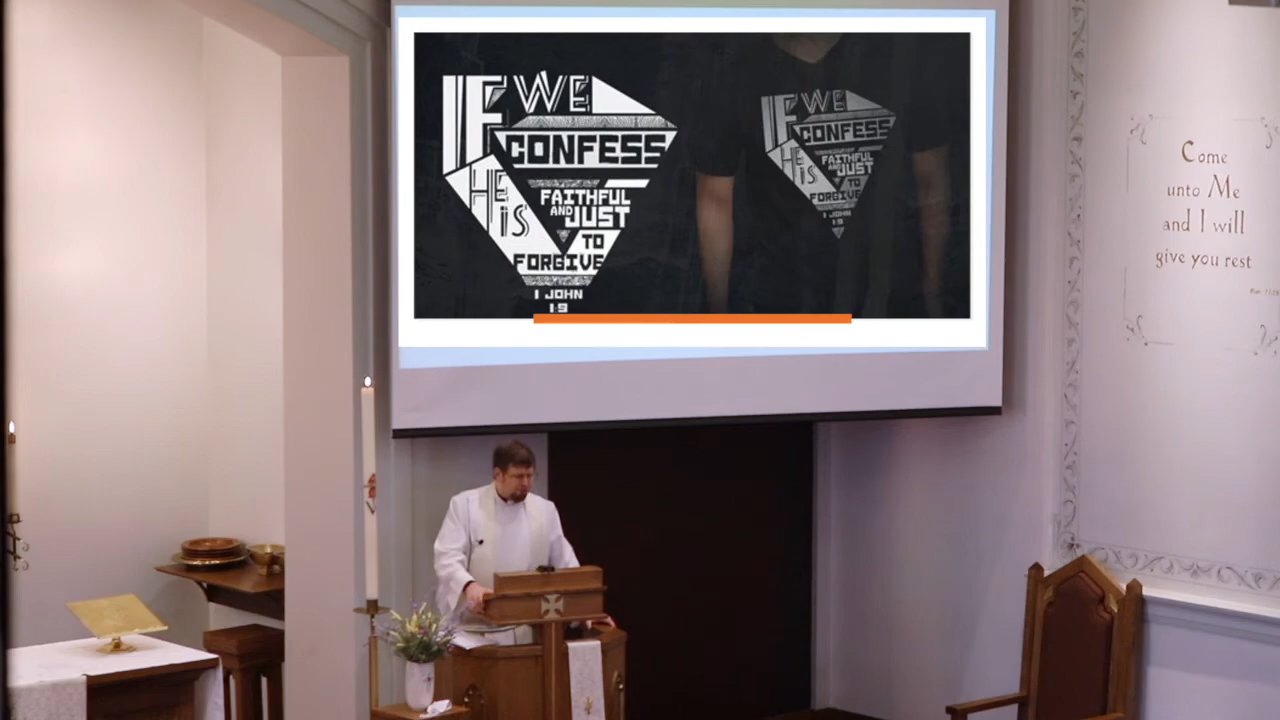 IF WE
CONFESS
HE
IS
FAITHFUL
AND JUST
TO
FORGIVE
1 JOHN
1:9
IF WE
CONFESS
HE
IS
FAITHFUL
AND JUST
TO
FORGIVE
1 JOHN
1:9
Come
unto Me
and I will
give you rest